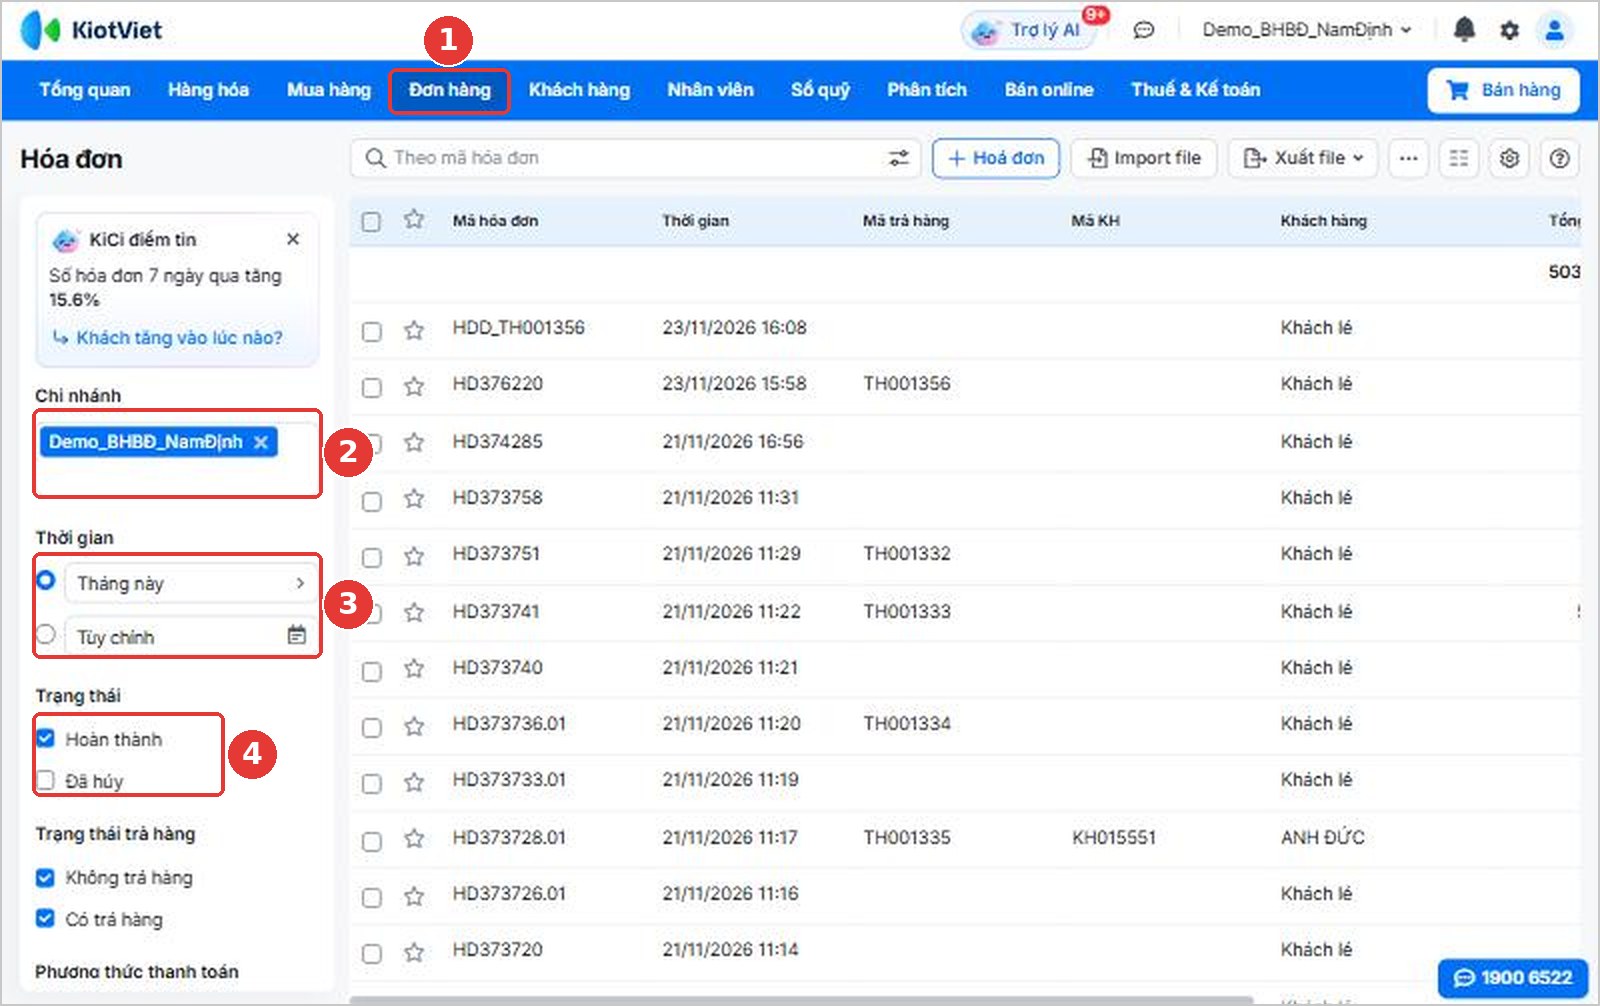 KiotViet
Trợ lý AI
9+
Demo_BHBĐ_NamĐịnh
1
Tổng quan
Hàng hóa
Mua hàng
Đơn hàng
Khách hàng
Nhân viên
Sổ quỹ
Phân tích
Bán online
Thuế & Kế toán
Bán hàng
Hóa đơn
Theo mã hóa đơn
+ Hoá đơn
Import file
Xuất file
KiCi điểm tin
Số hóa đơn 7 ngày qua tăng
15.6%
Khách tăng vào lúc nào?
Chi nhánh
Demo_BHBĐ_NamĐịnh
2
Thời gian
Tháng này
Tùy chỉnh
3
Trạng thái
Hoàn thành
Đã hủy
4
Trạng thái trả hàng
Không trả hàng
Có trả hàng
Phương thức thanh toán
Mã hóa đơn Thời gian Mã trả hàng Mã KH Khách hàng Tổng
503
HDD_TH001356 23/11/2026 16:08 Khách lẻ
HD376220 23/11/2026 15:58 TH001356 Khách lẻ
HD374285 21/11/2026 16:56 Khách lẻ
HD373758 21/11/2026 11:31 Khách lẻ
HD373751 21/11/2026 11:29 TH001332 Khách lẻ
HD373741 21/11/2026 11:22 TH001333 Khách lẻ
HD373740 21/11/2026 11:21 Khách lẻ
HD373736.01 21/11/2026 11:20 TH001334 Khách lẻ
HD373733.01 21/11/2026 11:19 Khách lẻ
HD373728.01 21/11/2026 11:17 TH001335 KH015551 ANH ĐỨC
HD373726.01 21/11/2026 11:16 Khách lẻ
HD373720 21/11/2026 11:14 Khách lẻ
1900 6522